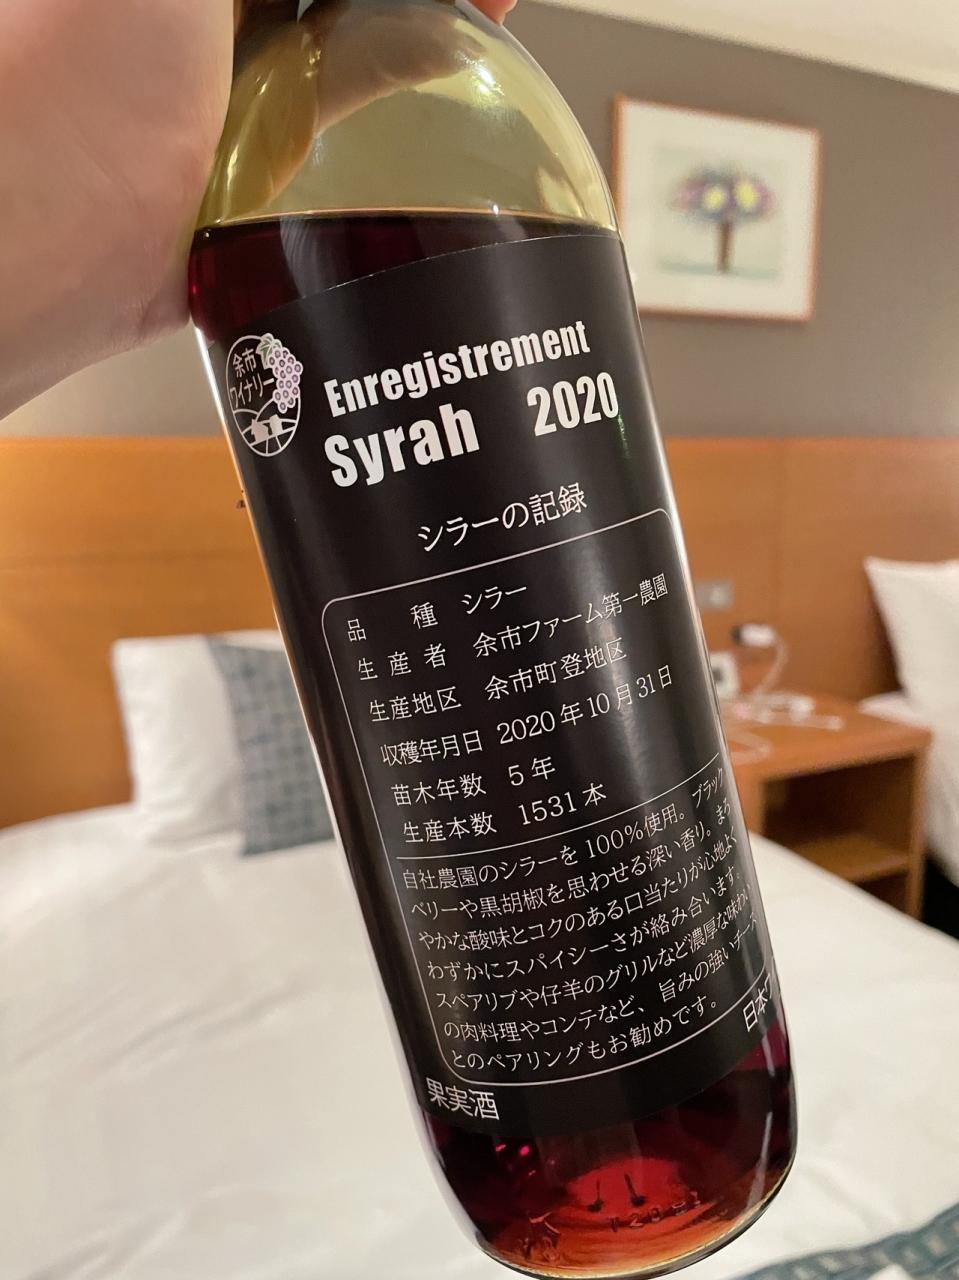 余市
ワイナリー
Enregistrement
Syrah 2020
シラーの記録
品種 シラー
生産者 余市ファーム第一農園
生産地区 余市町登地区
収穫年月日 2020年10月31日
苗木年数 5年
生産本数 1531本
自社農園のシラーを100%使用。ブラック
ベリーや黒胡椒を思わせる深い香り。まろ
やかな酸味とコクのある口当たりが心地よく
わずかにスパイシーさが絡み合います。
スペアリブや仔羊のグリルなど濃厚な味わい
の肉料理やコンテなど、旨みの強いチーズ
とのペアリングもお勧めです。
果実酒 日本ワ